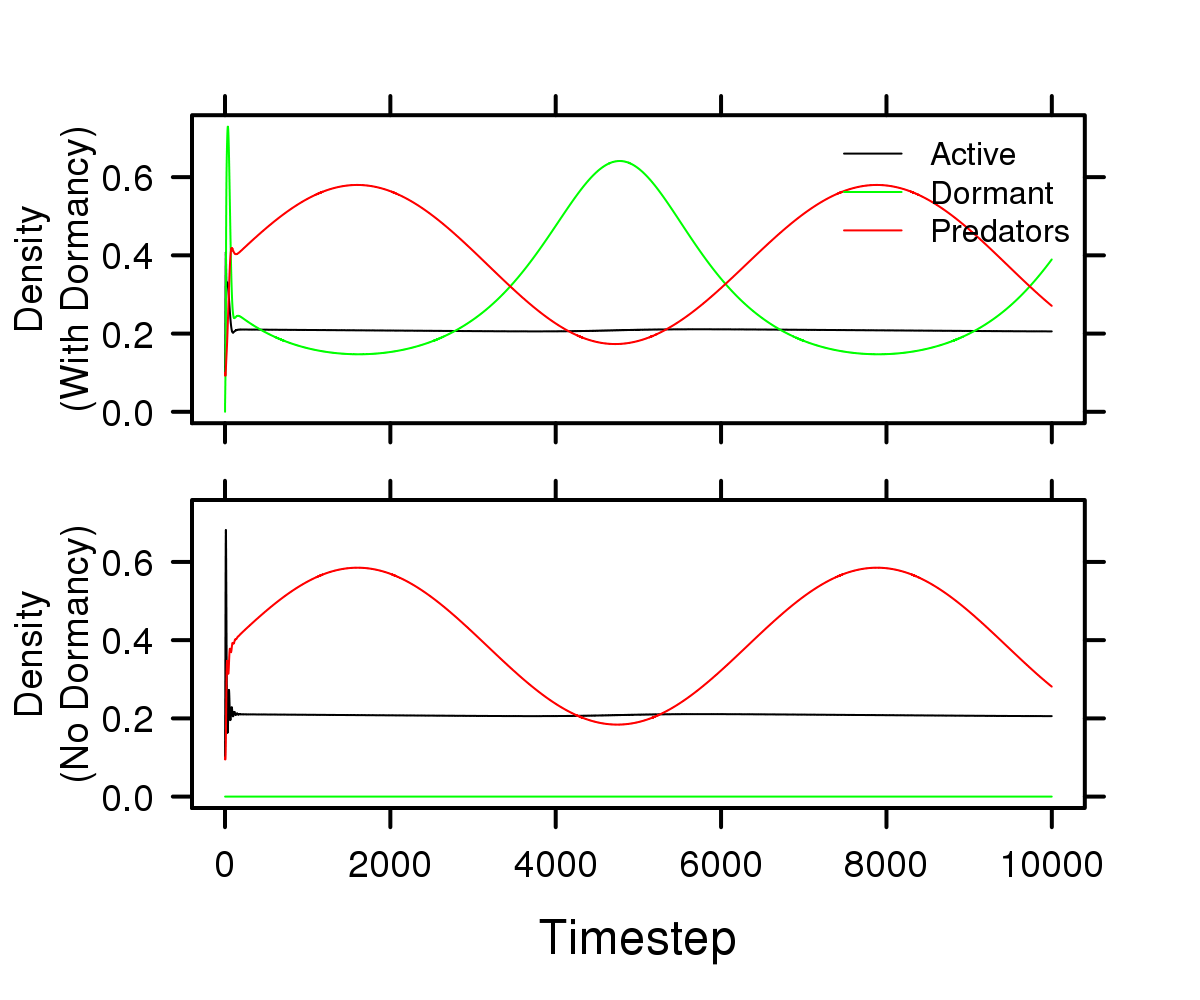 Density
(With Dormancy)
0.6
0.4
0.2
0.0
Active
Dormant
Predators
Density
(No Dormancy)
0.6
0.4
0.2
0.0
0 2000 4000 6000 8000 10000
Timestep